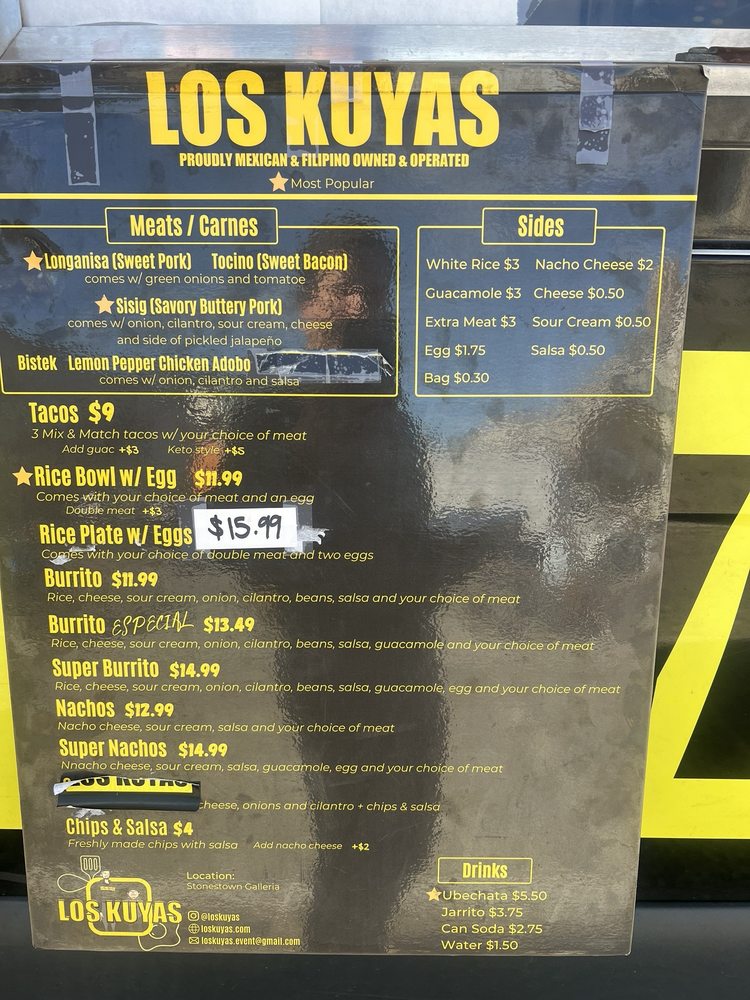 LOS KUYAS
PROUDLY MEXICAN & FILIPINO OWNED & OPERATED
Most Popular
Meats / Carnes
Longanisa (Sweet Pork) Tocino (Sweet Bacon)
comes w/ green onions and tomatoe
Sisig (Savory Buttery Pork)
comes w/ onion, cilantro, sour cream, cheese
and side of pickled jalapeño
Bistek Lemon Pepper Chicken Adobo
comes w/ onion, cilantro and salsa
Sides
White Rice $3 Nacho Cheese $2
Guacamole $3 Cheese $0.50
Extra Meat $3 Sour Cream $0.50
Egg $1.75 Salsa $0.50
Bag $0.30
Tacos $9
3 Mix & Match tacos w/ your choice of meat
Add guac +$3 Keto style +$5
Rice Bowl w/ Egg $11.99
Comes with your choice of meat and an egg
Double meat +$3
Rice Plate w/ Eggs $15.99
Comes with your choice of double meat and two eggs
Burrito $11.99
Rice, cheese, sour cream, onion, cilantro, beans, salsa and your choice of meat
Burrito ESPECIAL $13.49
Rice, cheese, sour cream, onion, cilantro, beans, salsa, guacamole and your choice of meat
Super Burrito $14.99
Rice, cheese, sour cream, onion, cilantro, beans, salsa, guacamole, egg and your choice of meat
Nachos $12.99
Nacho cheese, sour cream, salsa and your choice of meat
Super Nachos $14.99
Nnacho cheese, sour cream, salsa, guacamole, egg and your choice of meat
LOS KUYAS
cheese, onions and cilantro + chips & salsa
Chips & Salsa $4
Freshly made chips with salsa Add nacho cheese +$2
Location:
Stonestown Galleria
LOS KUYAS
@loskuyas
loskuyas.com
loskuyas.event@gmail.com
Drinks
Ubechata $5.50
Jarrito $3.75
Can Soda $2.75
Water $1.50